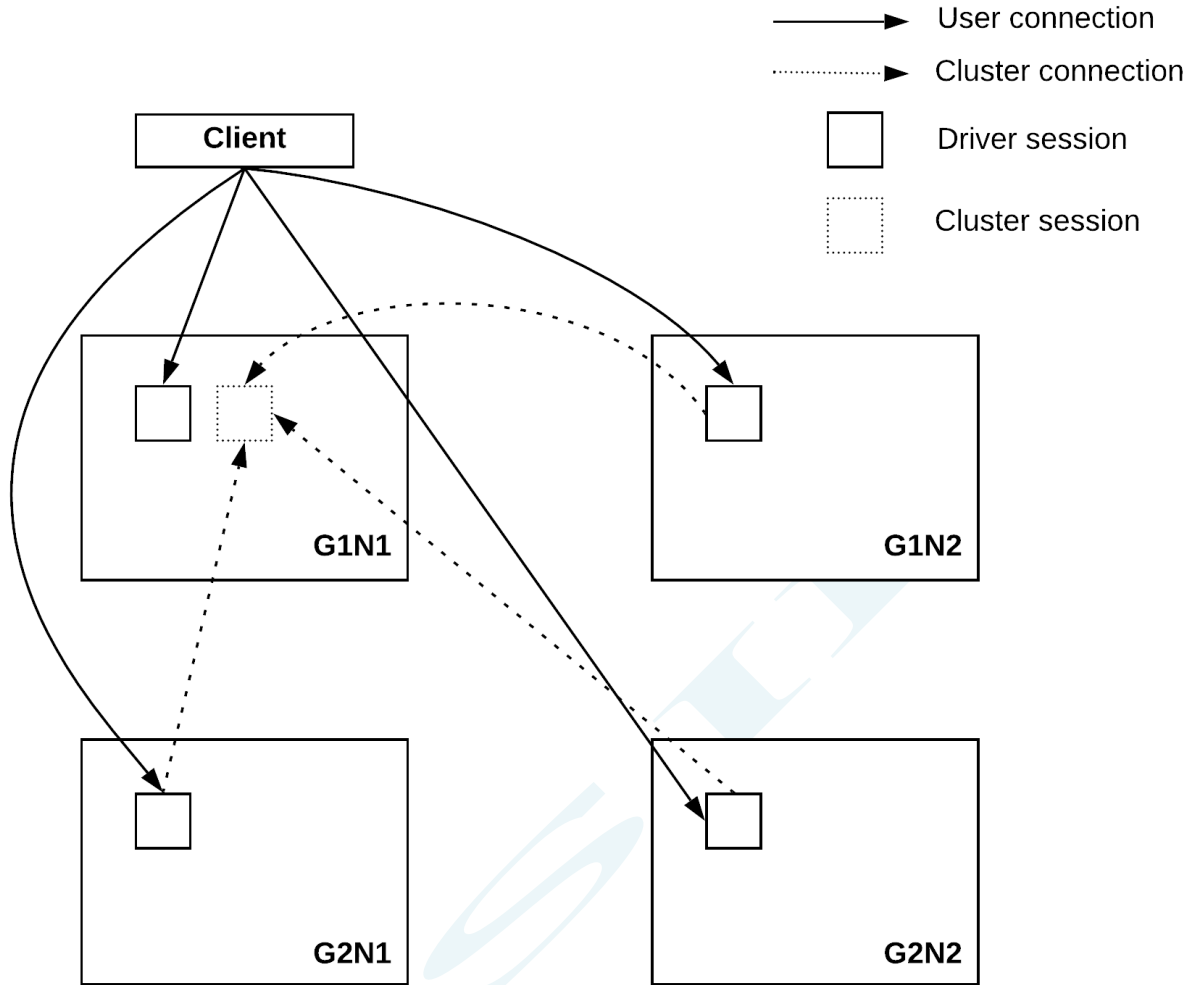 User connection
Cluster connection
Client
Driver session
Cluster session
G1N1
G1N2
G2N1
G2N2